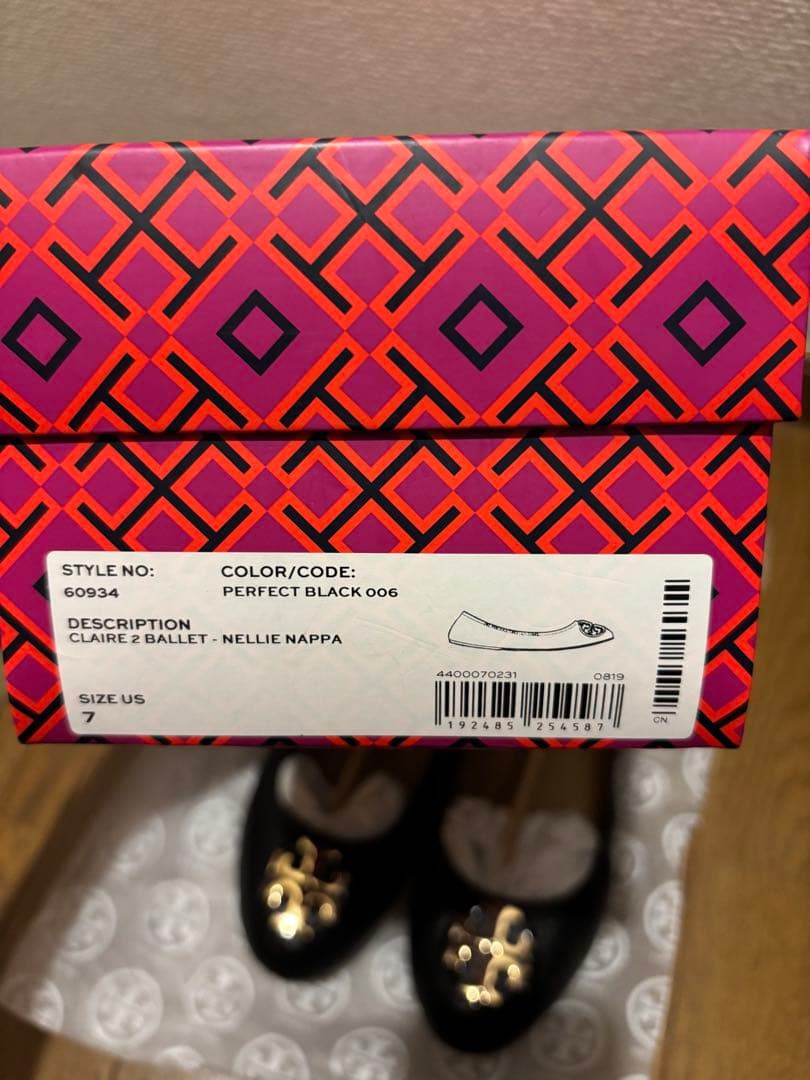 STYLE NO:
60934
COLOR/CODE:
PERFECT BLACK 006
DESCRIPTION
CLAIRE 2 BALLET - NELLIE NAPPA
SIZE US
7
4400070231 0819
192485 254587
CN